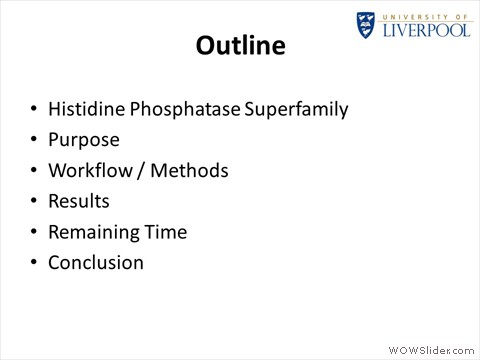 UNIVERSITY OF
LIVERPOOL
Outline
• Histidine Phosphatase Superfamily
• Purpose
• Workflow / Methods
• Results
• Remaining Time
• Conclusion
WOWSlider.com